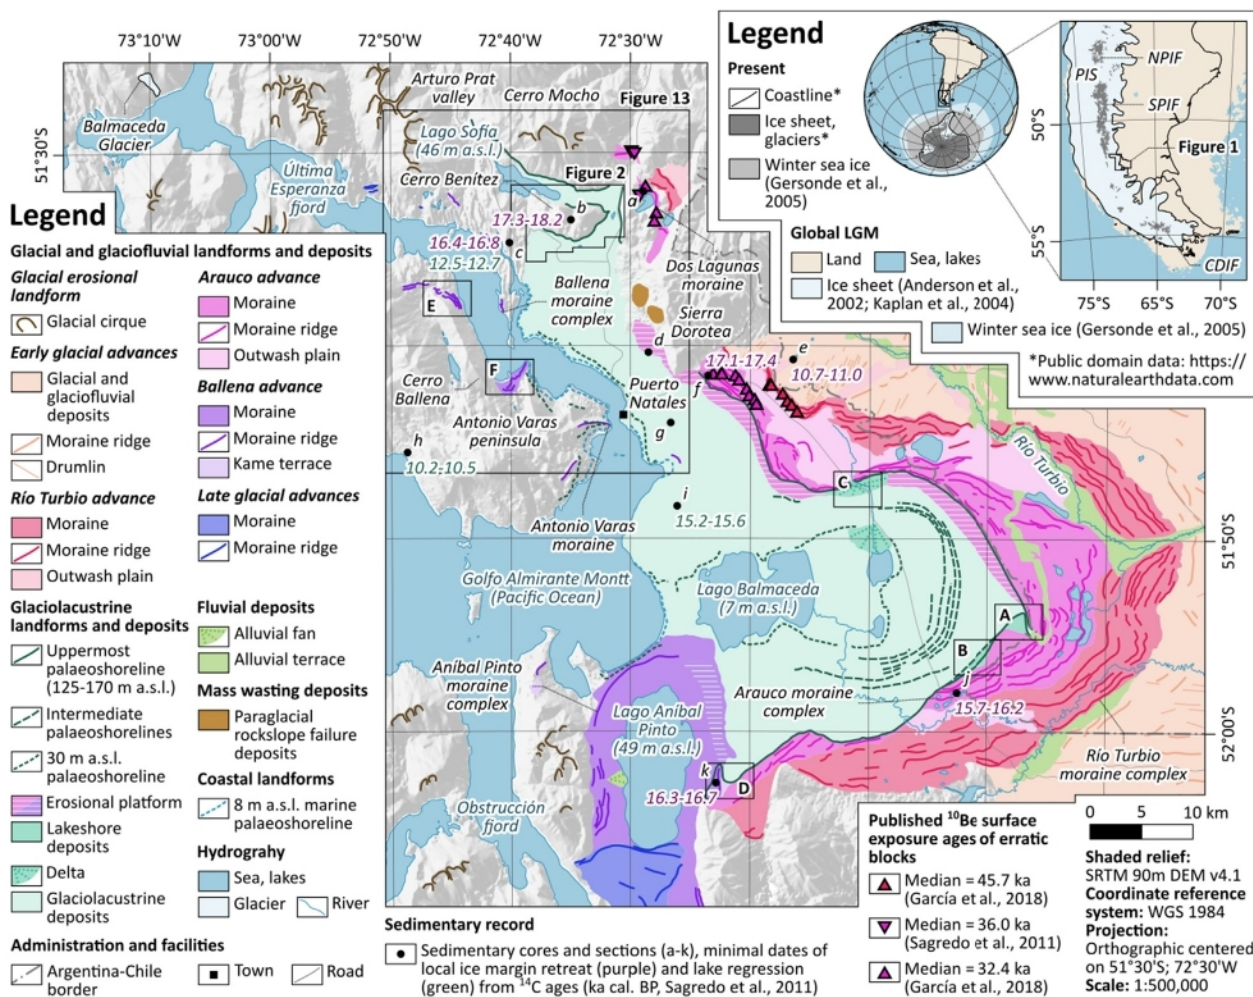 73°10'W
73°00'W
72°50'W
72°40'W
72°30'W
51°30'S
51°50'S
52°00'S
Balmaceda
Glacier
Última
Esperanza
fjord
Arturo Prat
valley
Cerro Mocho
Figure 13
Lago Sofía
(46 m a.s.l.)
Cerro Benítez
Figure 2
a
b
17.3-18.2
16.4-16.8
c
12.5-12.7
Dos Lagunas
moraine
Ballena
moraine
complex
Sierra
Dorotea
E
d
e
17.1-17.4
10.7-11.0
f
F
Cerro
Ballena
Puerto
Natales
Antonio Varas
peninsula
g
h
10.2-10.5
C
Río Turbio
i
15.2-15.6
Antonio Varas
moraine
Golfo Almirante Montt
(Pacific Ocean)
Lago Balmaceda
(7 m a.s.l.)
A
B
j
15.7-16.2
Aníbal Pinto
moraine
complex
Arauco moraine
complex
Lago Aníbal
Pinto
(49 m a.s.l.)
k
D
16.3-16.7
Río Turbio
moraine complex
Obstrucción
fjord
Legend
Present
Coastline*
Ice sheet,
glaciers*
Winter sea ice
(Gersonde et al.,
2005)
Global LGM
Land
Sea, lakes
Ice sheet (Anderson et al.,
2002; Kaplan et al., 2004)
Winter sea ice (Gersonde et al., 2005)
*Public domain data: https://
www.naturalearthdata.com
PIS
NPIF
SPIF
Figure 1
CDIF
50°S
55°S
75°S
65°S
70°S
Legend
Glacial and glaciofluvial landforms and deposits
Glacial erosional
landform
Glacial cirque
Early glacial advances
Glacial and
glaciofluvial
deposits
Moraine ridge
Drumlin
Río Turbio advance
Moraine
Moraine ridge
Outwash plain
Glaciolacustrine
landforms and deposits
Uppermost
palaeoshoreline
(125-170 m a.s.l.)
Intermediate
palaeoshorelines
30 m a.s.l.
palaeoshoreline
Erosional platform
Lakeshore
deposits
Delta
Glaciolacustrine
deposits
Arauco advance
Moraine
Moraine ridge
Outwash plain
Ballena advance
Moraine
Moraine ridge
Kame terrace
Late glacial advances
Moraine
Moraine ridge
Fluvial deposits
Alluvial fan
Alluvial terrace
Mass wasting deposits
Paraglacial
rockslope failure
deposits
Coastal landforms
8 m a.s.l. marine
palaeoshoreline
Hydrograhy
Sea, lakes
Glacier
River
Administration and facilities
Argentina-Chile
border
Town
Road
Sedimentary record
Sedimentary cores and sections (a-k), minimal dates of
local ice margin retreat (purple) and lake regression
(green) from ¹⁴C ages (ka cal. BP, Sagredo et al., 2011)
Published ¹⁰Be surface
exposure ages of erratic
blocks
Median = 45.7 ka
(García et al., 2018)
Median = 36.0 ka
(Sagredo et al., 2011)
Median = 32.4 ka
(García et al., 2018)
0
5
10 km
Shaded relief:
SRTM 90m DEM v4.1
Coordinate reference
system: WGS 1984
Projection:
Orthographic centered
on 51°30'S; 72°30'W
Scale: 1:500,000